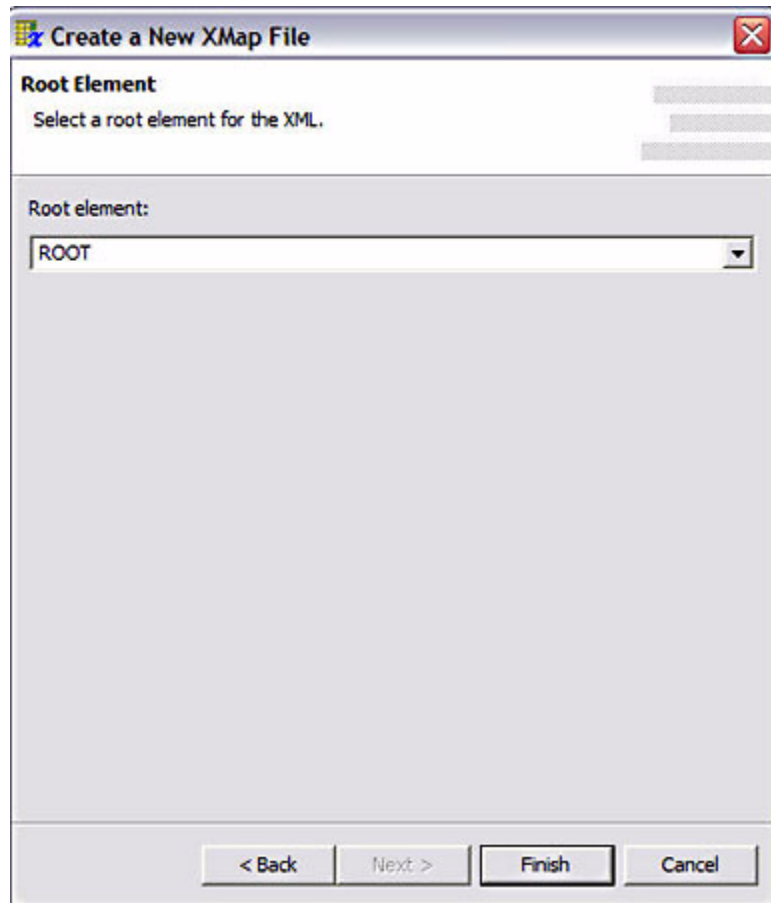 Create a New XMap File
Root Element
Select a root element for the XML.
Root element:
ROOT
< Back Next > Finish Cancel